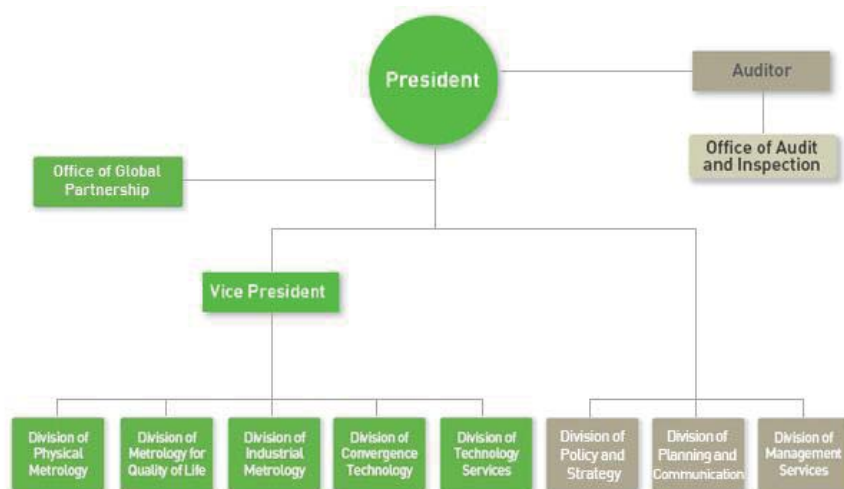 President
Auditor
Office of Audit
and Inspection
Office of Global
Partnership
Vice President
Division of
Physical
Metrology
Division of
Metrology for
Quality of Life
Division of
Industrial
Metrology
Division of
Convergence
Technology
Division of
Technology
Services
Division of
Policy and
Strategy
Division of
Planning and
Communication
Division of
Management
Services